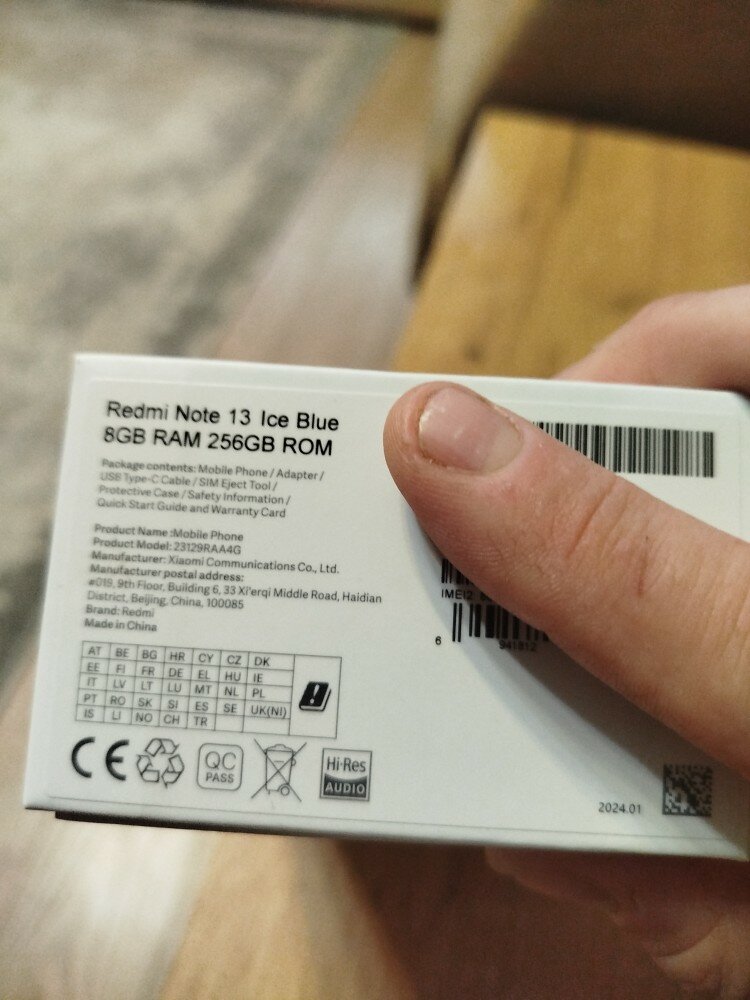 Redmi Note 13 Ice Blue
8GB RAM 256GB ROM
Package contents: Mobile Phone / Adapter /
USB Type-C Cable / SIM Eject Tool /
Protective Case / Safety Information /
Quick Start Guide and Warranty Card
Product Name :Mobile Phone
Product Model: 23129RAA4G
Manufacturer: Xiaomi Communications Co., Ltd.
Manufacturer postal address:
#019, 9th Floor, Building 6, 33 Xi'erqi Middle Road, Haidian
District, Beijing, China, 100085
Brand: Redmi
Made in China
AT BE BG HR CY CZ DK
EE FI FR DE EL HU IE
IT LV LT LU MT NL PL
PT RO SK SI ES SE UK(NI)
IS LI NO CH TR
IMEI2
6 941812
CE
QC
PASS
Hi-Res
AUDIO
2024.01